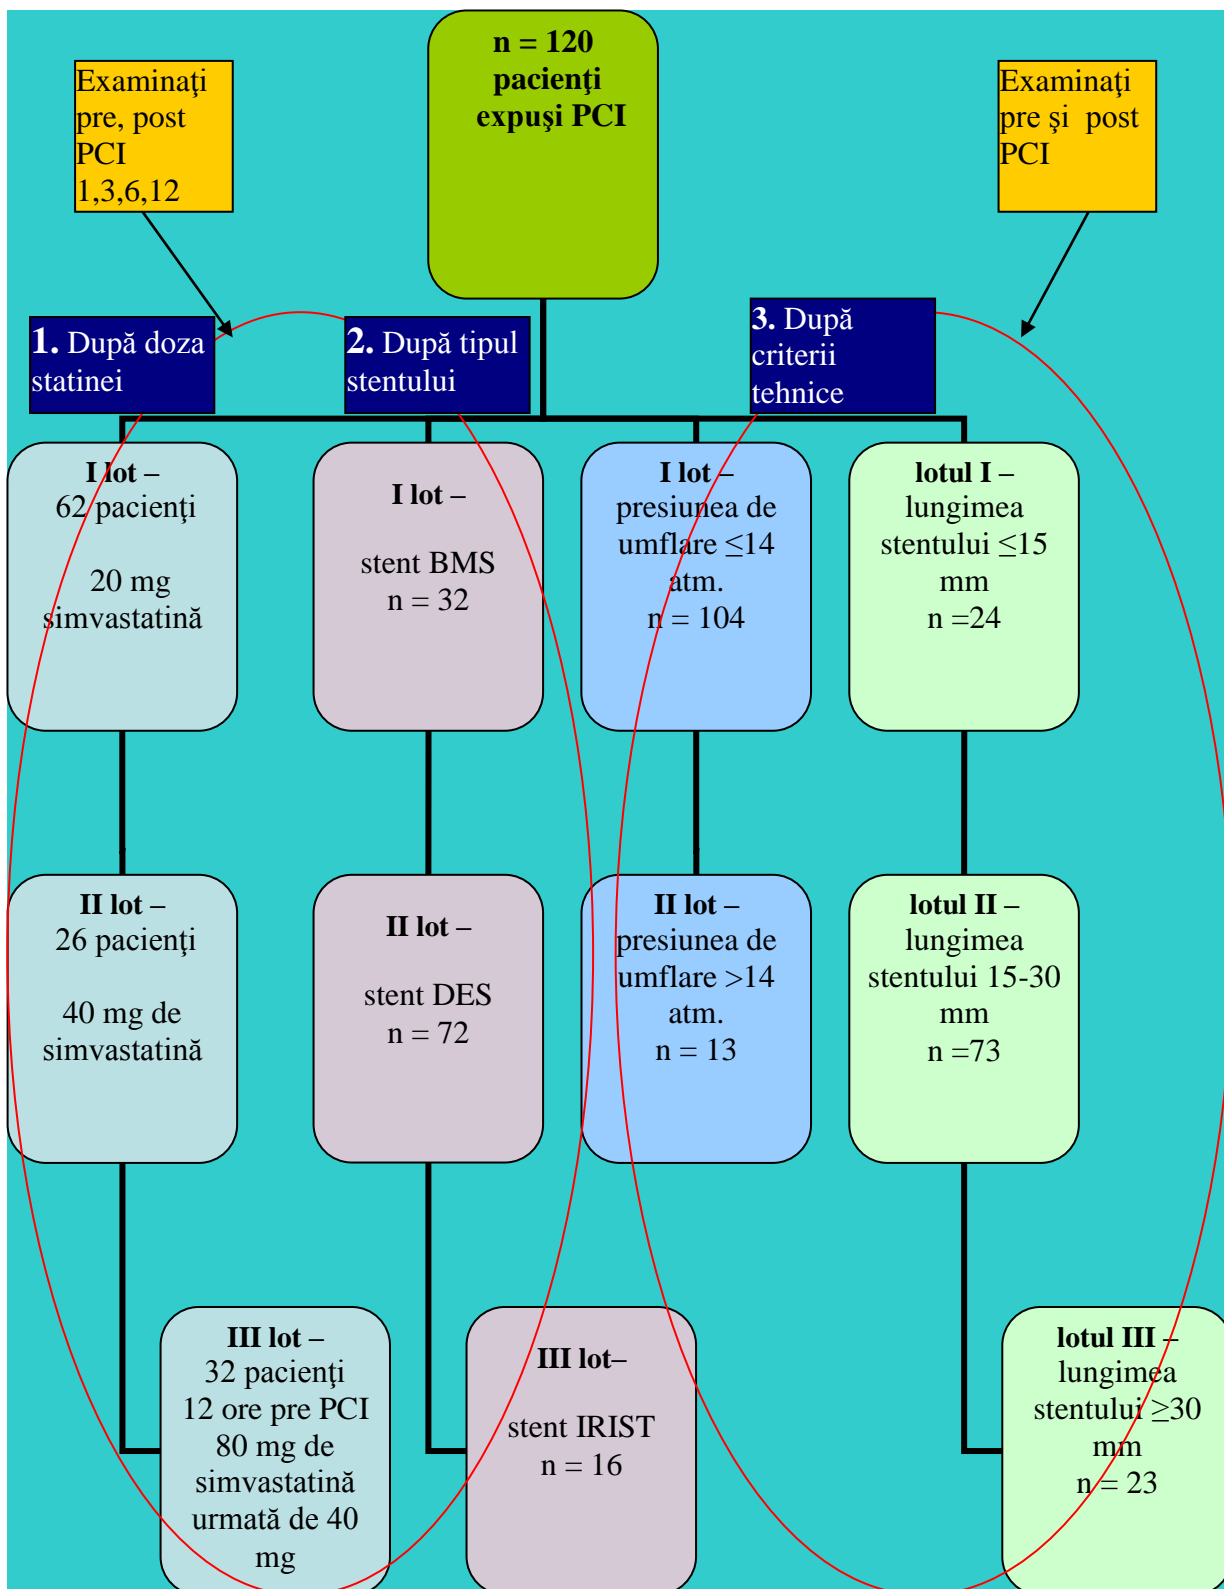 n = 120
pacienţi
expuşi PCI
Examinaţi
pre, post
PCI
1,3,6,12
Examinaţi
pre şi post
PCI
1. După doza
statinei
2. După tipul
stentului
3. După
criterii
tehnice
I lot –
62 pacienţi
20 mg
simvastatină
I lot –
stent BMS
n = 32
I lot –
presiunea de
umflare ≤14
atm.
n = 104
lotul I –
lungimea
stentului ≤15
mm
n =24
II lot –
26 pacienţi
40 mg de
simvastatină
II lot –
stent DES
n = 72
II lot –
presiunea de
umflare >14
atm.
n = 13
lotul II –
lungimea
stentului 15-30
mm
n =73
III lot –
32 pacienţi
12 ore pre PCI
80 mg de
simvastatină
urmată de 40
mg
III lot–
stent IRIST
n = 16
lotul III –
lungimea
stentului ≥30
mm
n = 23